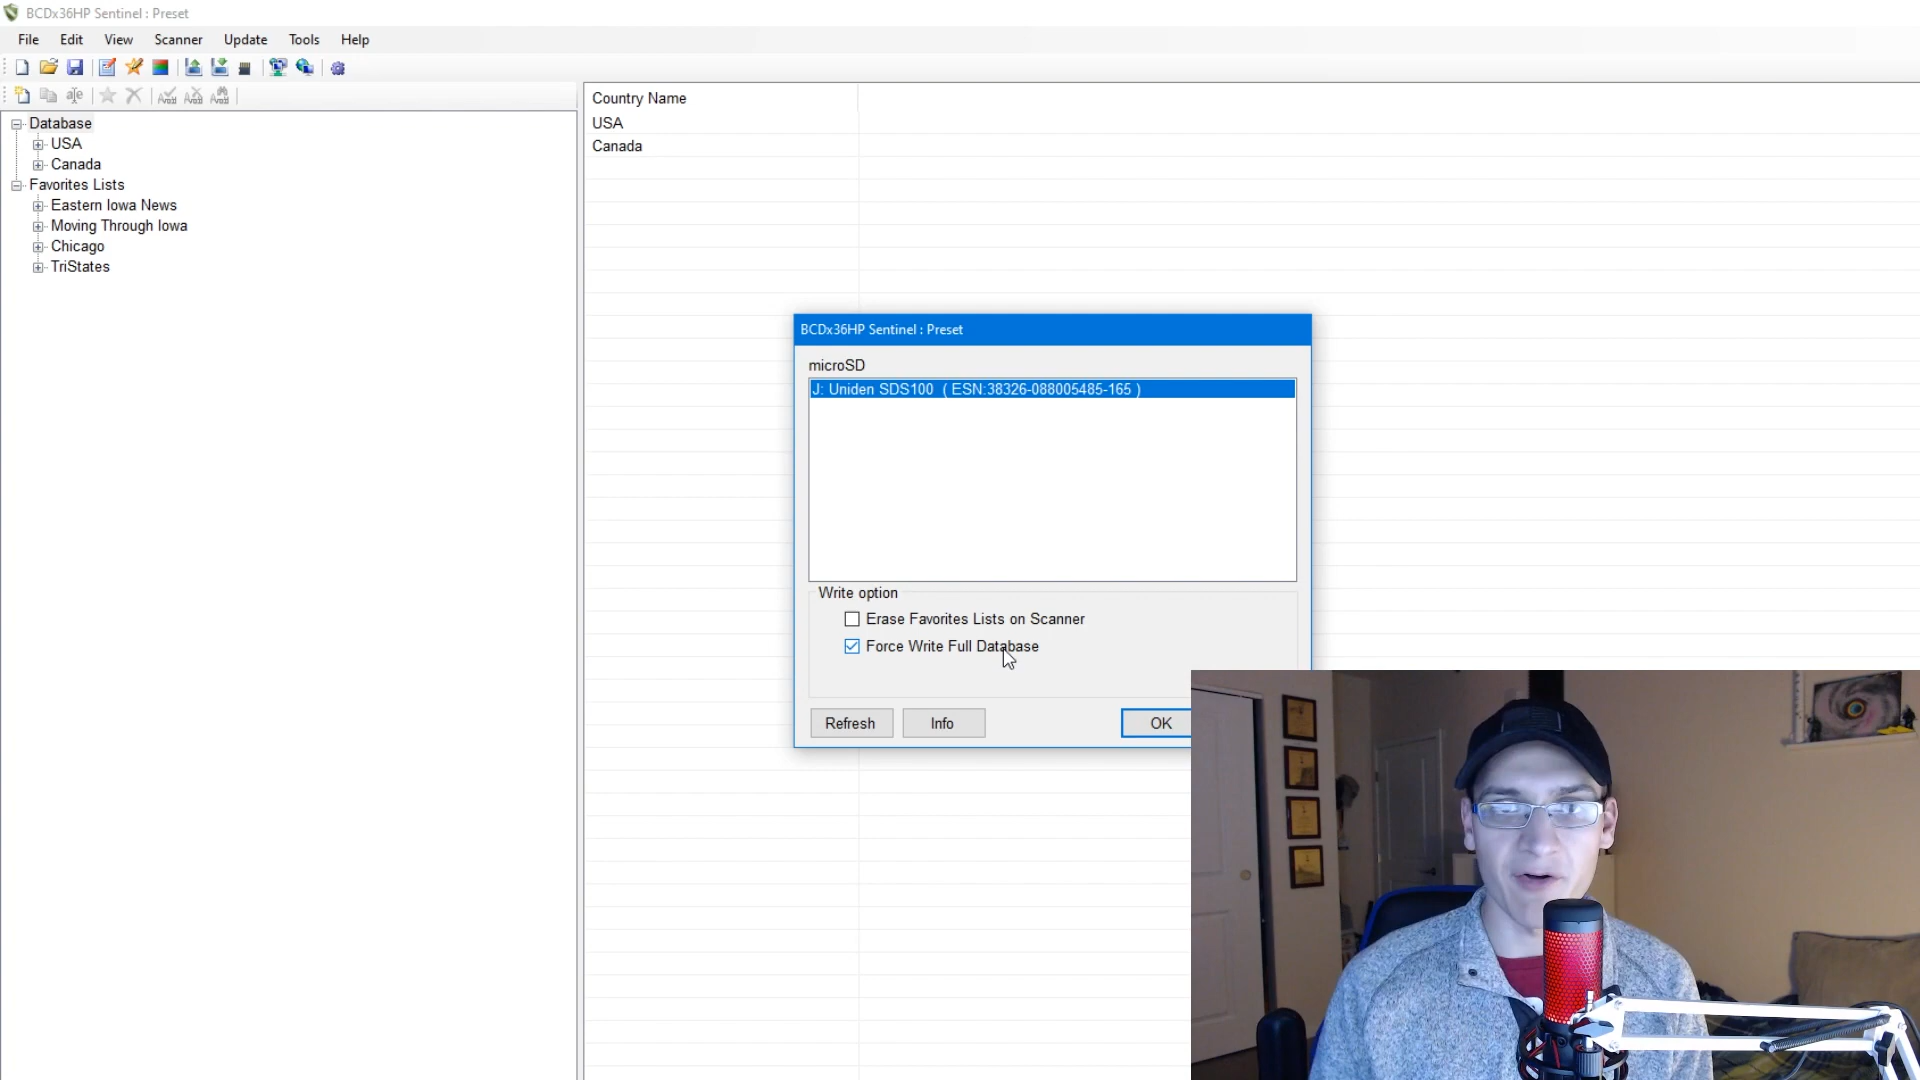 BCDx36HP Sentinel : Preset
File Edit View Scanner Update Tools Help
Database
USA
Canada
Favorites Lists
Eastern Iowa News
Moving Through Iowa
Chicago
TriStates
Country Name
USA
Canada
BCDx36HP Sentinel : Preset
microSD
J: Uniden SDS100 ( ESN:38326-088005485-165 )
Write option
Erase Favorites Lists on Scanner
Force Write Full Database
Refresh Info OK